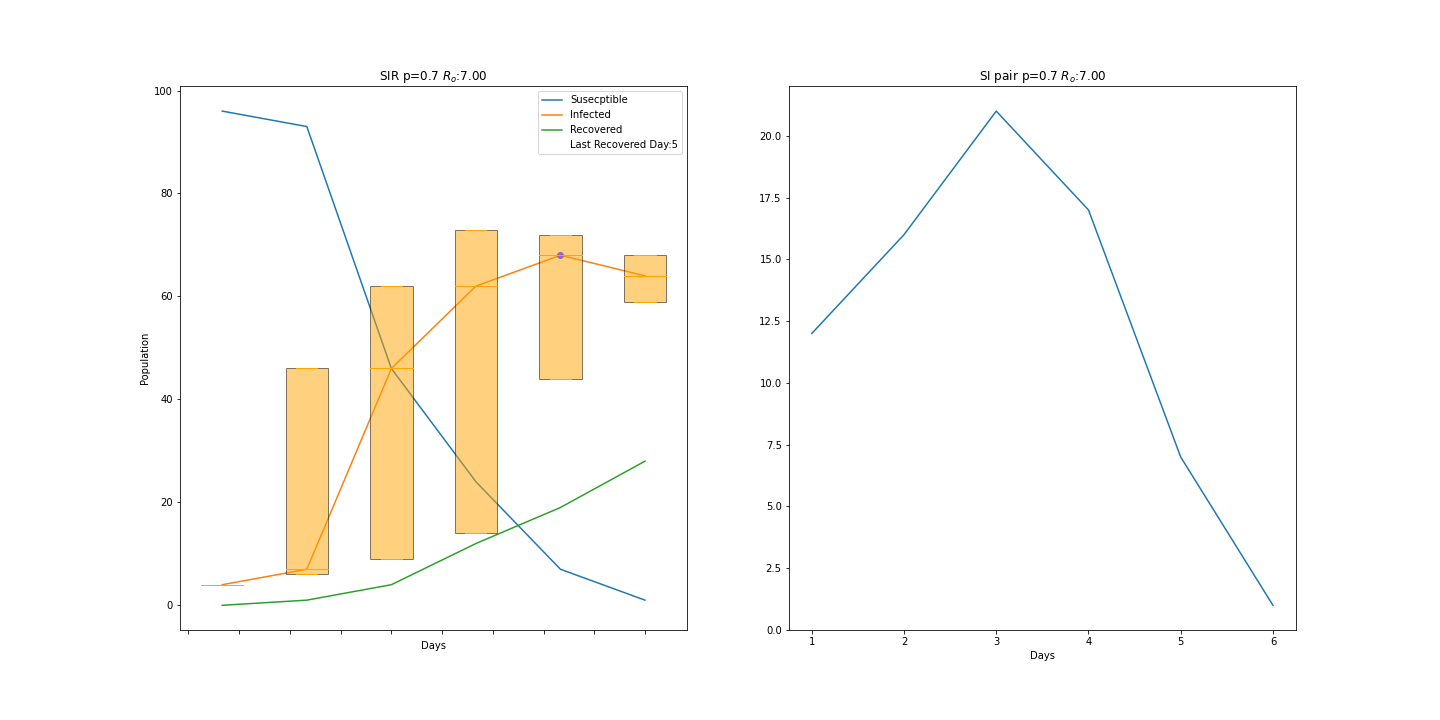 SIR p=0.7 Rₒ:7.00
100
80
60
40
20
0
Population
Days
Susecptible
Infected
Recovered
Last Recovered Day:5
SI pair p=0.7 Rₒ:7.00
20.0
17.5
15.0
12.5
10.0
7.5
5.0
2.5
0.0
1 2 3 4 5 6
Days